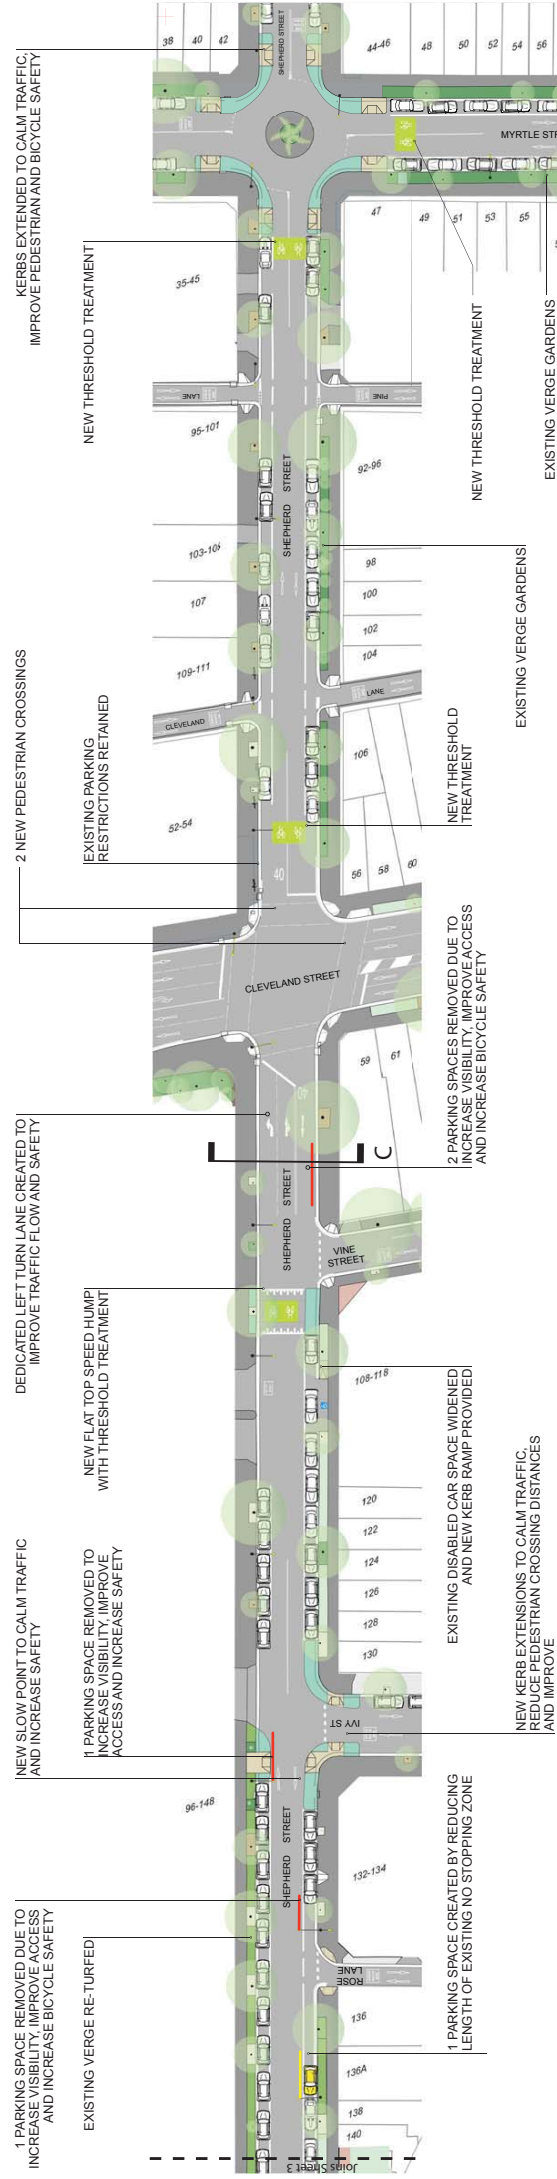 KERBS EXTENDED TO CALM TRAFFIC,
IMPROVE PEDESTRIAN AND BICYCLE SAFETY
NEW THRESHOLD TREATMENT
2 NEW PEDESTRIAN CROSSINGS
EXISTING PARKING
RESTRICTIONS RETAINED
DEDICATED LEFT TURN LANE CREATED TO
IMPROVE TRAFFIC FLOW AND SAFETY
NEW FLAT TOP SPEED HUMP
WITH THRESHOLD TREATMENT
NEW SLOW POINT TO CALM TRAFFIC
AND INCREASE SAFETY
1 PARKING SPACE REMOVED TO
INCREASE VISIBILITY, IMPROVE
ACCESS AND INCREASE SAFETY
1 PARKING SPACE REMOVED DUE TO
INCREASE VISIBILITY, IMPROVE ACCESS
AND INCREASE BICYCLE SAFETY
EXISTING VERGE RE-TURFED
38
40
42
SHEPHERD STREET
44-46
48
50
52
54
56
MYRTLE STR
47
49
51
53
55
35-45
LANE
PINE
95-101
92-96
SHEPHERD STREET
103-105
98
107
100
102
104
109-111
CLEVELAND
LANE
106
52-54
40
56
58
60
CLEVELAND STREET
59
61
C
SHEPHERD STREET
VINE
STREET
108-118
120
122
124
126
128
130
IVY ST
96-148
SHEPHERD STREET
132-134
ROSE
LANE
136
136A
138
140
Joins Sheet 3
NEW THRESHOLD TREATMENT
EXISTING VERGE GARDENS
EXISTING VERGE GARDENS
NEW THRESHOLD
TREATMENT
2 PARKING SPACES REMOVED DUE TO
INCREASE VISIBILITY, IMPROVE ACCESS
AND INCREASE BICYCLE SAFETY
EXISTING DISABLED CAR SPACE WIDENED
AND NEW KERB RAMP PROVIDED
NEW KERB EXTENSIONS TO CALM TRAFFIC,
REDUCE PEDESTRIAN CROSSING DISTANCES
AND IMPROVE
1 PARKING SPACE CREATED BY REDUCING
LENGTH OF EXISTING NO STOPPING ZONE